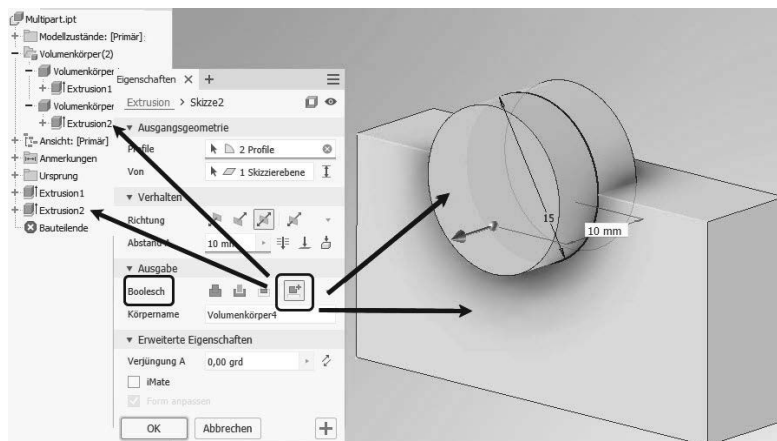 Multipart.ipt
Modellzustände: [Primär]
Volumenkörper(2)
Volumenkörper
Extrusion1
Volumenkörper
Extrusion2
Ansicht: [Primär]
Anmerkungen
Ursprung
Extrusion1
Extrusion2
Bauteilende
Eigenschaften × +
Extrusion > Skizze2
Ausgangsgeometrie
Profile 2 Profile
Von 1 Skizzierebene
Verhalten
Richtung
Abstand A 10 mm
Ausgabe
Boolesch
Körpername Volumenkörper4
Erweiterte Eigenschaften
Verjüngung A 0,00 grd
iMate
Form anpassen
OK Abbrechen +
15
10 mm